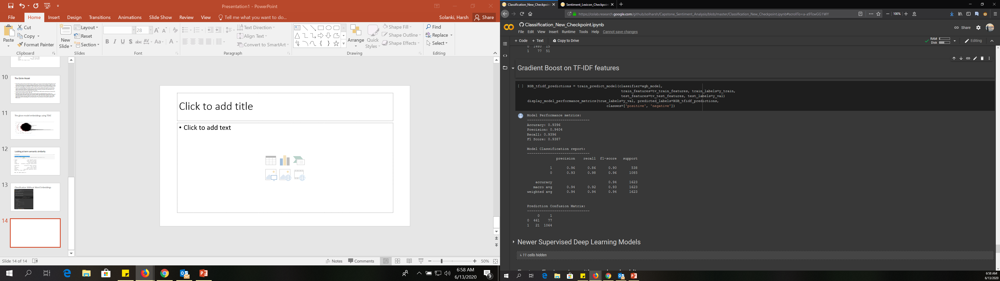 Presentation1 - PowerPoint
File Home Insert Design Transitions Animations Slide Show Review View Tell me what you want to do... Solanki, Harsh Share
Paste
Cut
Copy
Format Painter
Clipboard
New Slide
Layout
Reset
Section
Slides
28
Font
Text Direction
Align Text
Convert to SmartArt
Paragraph
Arrange
Quick Styles
Shape Fill
Shape Outline
Shape Effects
Drawing
Find
Replace
Select
Editing
10
The GloVe Model
11
The glove model embeddings using TSNE
12
Looking at term semantic similarity
13
Classification Without Word Embeddings
14
Click to add title
• Click to add text
Slide 14 of 14
Notes Comments 50%
6:58 AM
6/13/2020
9
Classification_New_Checkpoint
Sentiment_Lexicon_Checkpoint
https://colab.research.google.com/github/solharsh/Capstone_Sentiment_Analysis/blob/master/Classification_New_Checkpoint.ipynb#scrollTo=a-a9TcwGG1WY
100%
Classification_New_Checkpoint.ipynb
File Edit View Insert Runtime Tools Help Cannot save changes
Share
+ Code + Text Copy to Drive
RAM
Disk
Editing
0 1480 15
1 77 51
Gradient Boost on TF-IDF features
[ ] XGB_tfidf_predictions = train_predict_model(classifier=xgb_model,
train_features=tv_train_features, train_labels=y_train,
test_features=tv_test_features, test_labels=y_val)
display_model_performance_metrics(true_labels=y_val, predicted_labels=XGB_tfidf_predictions,
classes=['positive', 'negative'])
Model Performance metrics:
------------------------------
Accuracy: 0.9396
Precision: 0.9404
Recall: 0.9396
F1 Score: 0.9387
Model Classification report:
------------------------------
precision recall f1-score support
1 0.96 0.86 0.90 538
0 0.93 0.98 0.96 1085
accuracy 0.94 1623
macro avg 0.94 0.92 0.93 1623
weighted avg 0.94 0.94 0.94 1623
Prediction Confusion Matrix:
------------------------------
0 1
0 461 77
1 21 1064
Newer Supervised Deep Learning Models
↳ 11 cells hidden
6:58 AM
6/13/2020